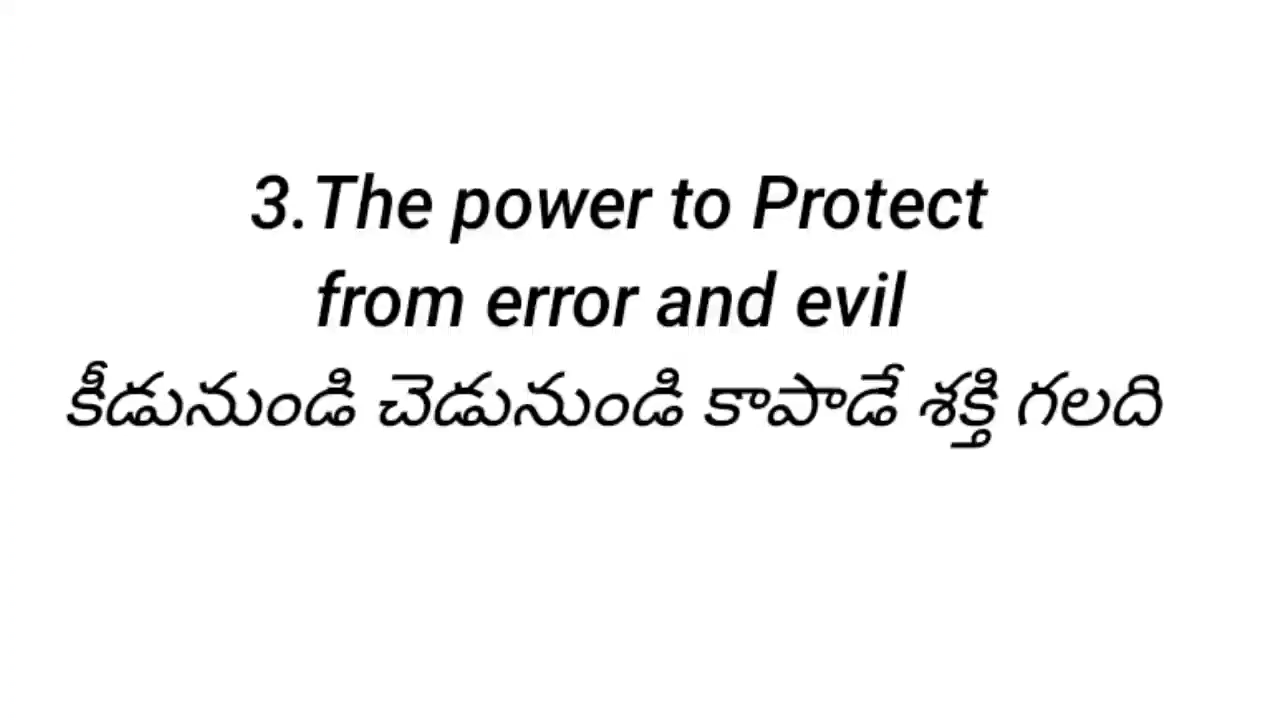 3.The power to Protect
from error and evil
కీడునుండి చెడునుండి కాపాడే శక్తి గలది